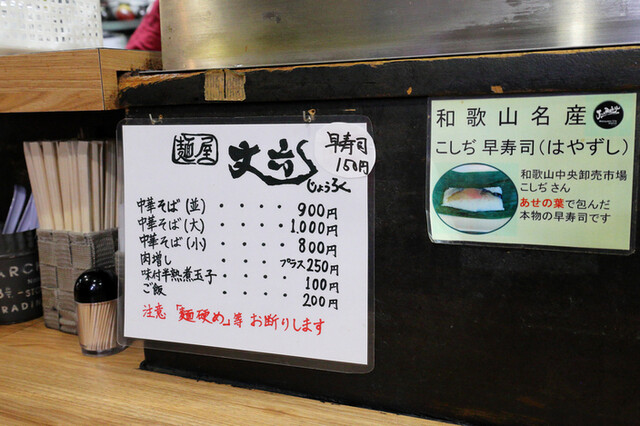 麺屋 丈六
じょうろく
早寿司
150円
中華そば(並)・・・・900円
中華そば(大)・・・・1,000円
中華そば(小)・・・・800円
肉増し・・・プラス250円
味付半熟煮玉子・・・100円
ご飯・・・・200円
注意「麺硬め」等お断りします
和歌山名産
こしぢ 早寿司(はやずし)
和歌山中央卸売市場
こしぢさん
あせの葉で包んだ
本物の早寿司です